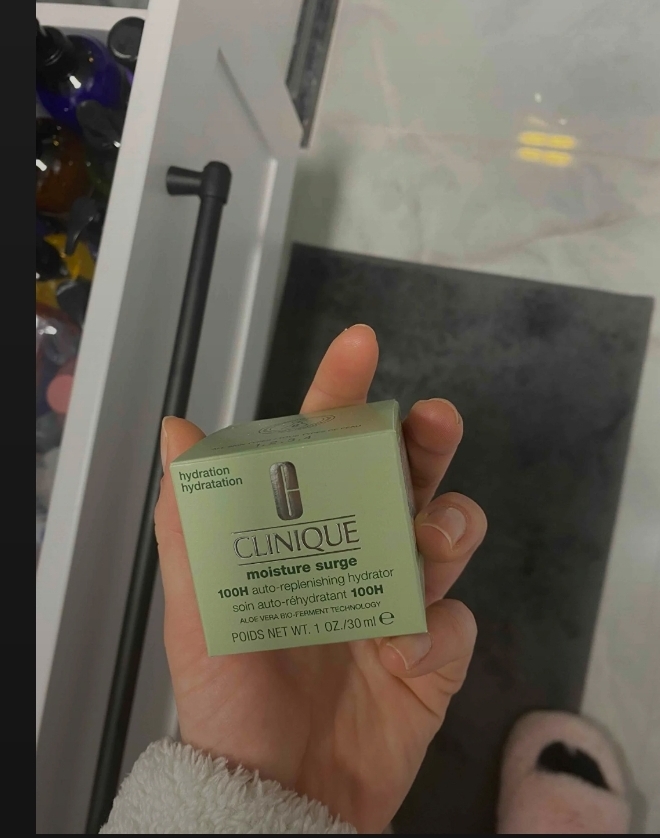 hydration
hydratation
CLINIQUE
moisture surge
100H auto-replenishing hydrator
soin auto-réhydratant 100H
ALOE VERA BIO-FERMENT TECHNOLOGY
POIDS NET WT. 1 OZ./30 ml ℮